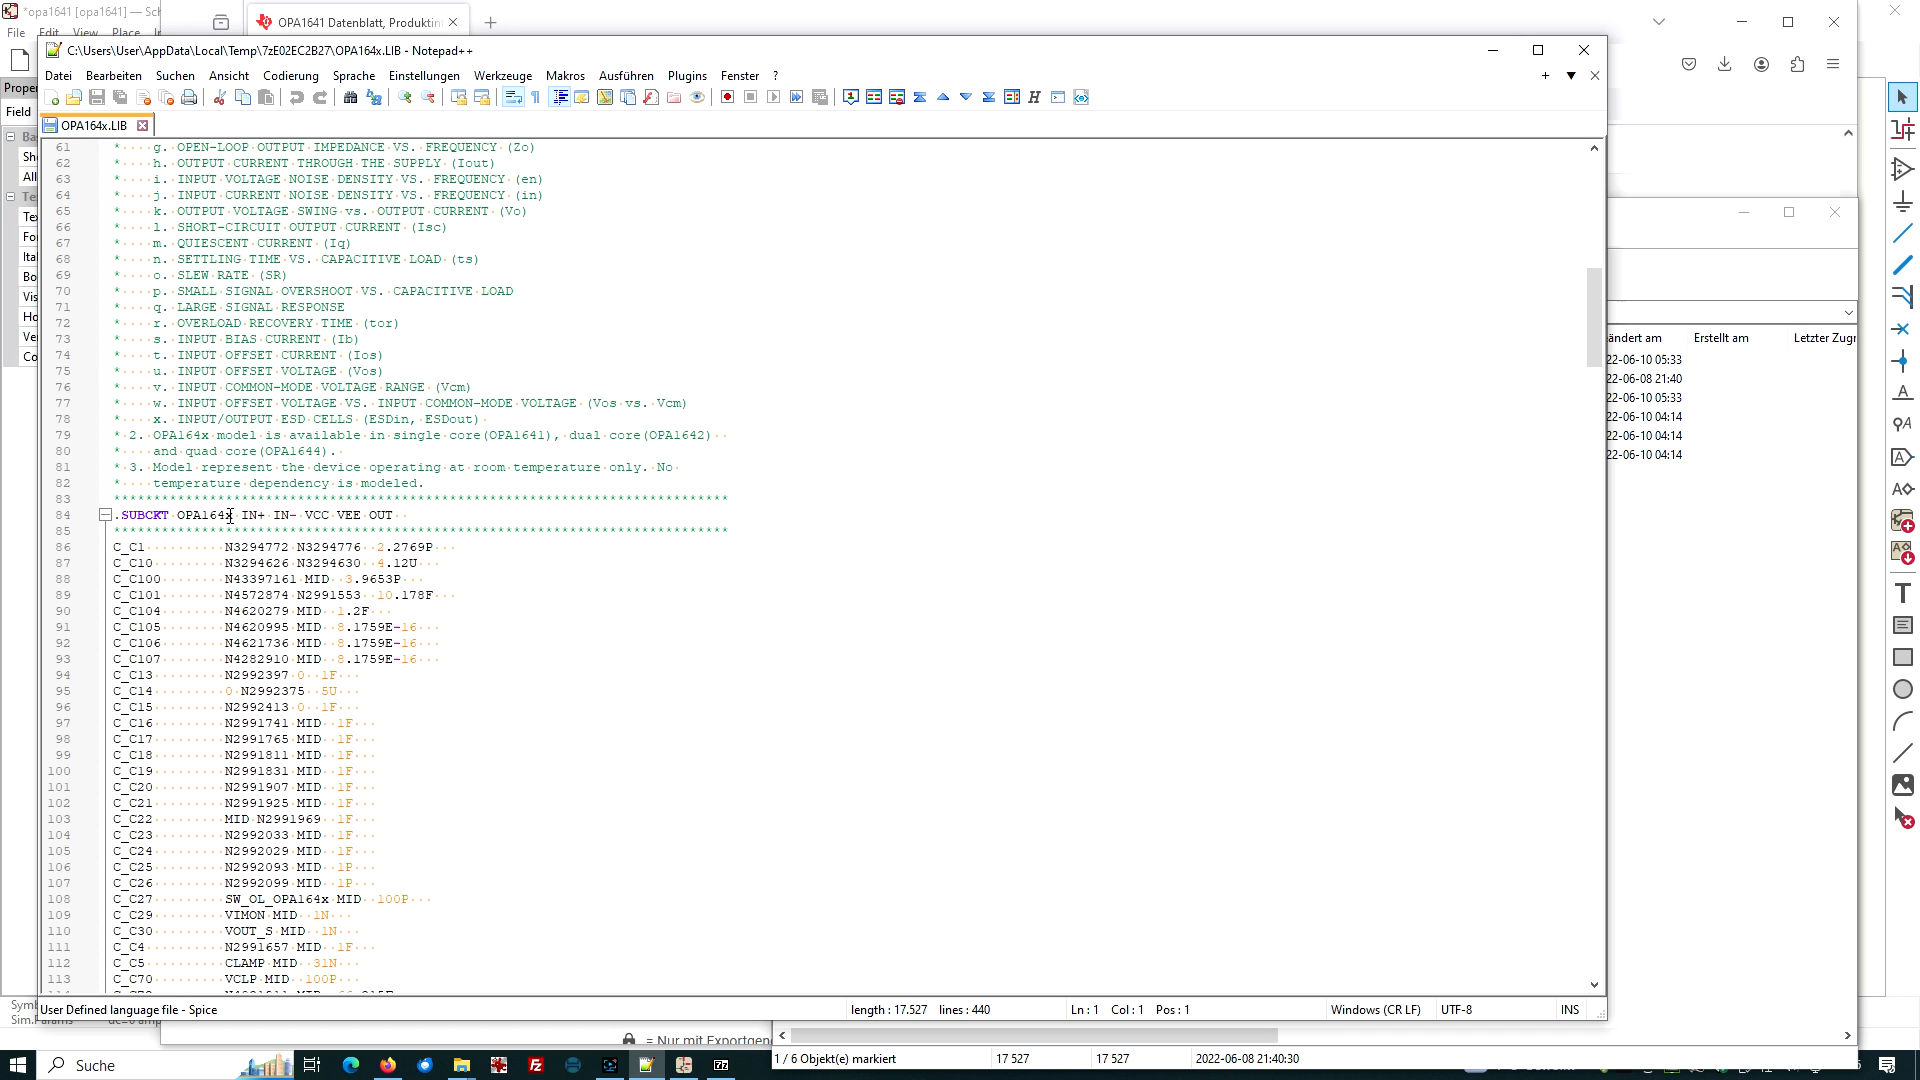 *opa1641 [opa1641] — Sc
OPA1641 Datenblatt, Produktin
File Edit View Place
C:\Users\User\AppData\Local\Temp\7zE02EC2B27\OPA164x.LIB - Notepad++
Datei Bearbeiten Suchen Ansicht Codierung Sprache Einstellungen Werkzeuge Makros Ausführen Plugins Fenster ?
Proper
Field
OPA164x.LIB
61 * g. OPEN-LOOP OUTPUT IMPEDANCE VS. FREQUENCY (Zo)
62 * h. OUTPUT CURRENT THROUGH THE SUPPLY (Iout)
63 * i. INPUT VOLTAGE NOISE DENSITY VS. FREQUENCY (en)
64 * j. INPUT CURRENT NOISE DENSITY VS. FREQUENCY (in)
65 * k. OUTPUT VOLTAGE SWING vs. OUTPUT CURRENT (Vo)
66 * l. SHORT-CIRCUIT OUTPUT CURRENT (Isc)
67 * m. QUIESCENT CURRENT (Iq)
68 * n. SETTLING TIME VS. CAPACITIVE LOAD (ts)
69 * o. SLEW RATE (SR)
70 * p. SMALL SIGNAL OVERSHOOT VS. CAPACITIVE LOAD
71 * q. LARGE SIGNAL RESPONSE
72 * r. OVERLOAD RECOVERY TIME (tor)
73 * s. INPUT BIAS CURRENT (Ib)
74 * t. INPUT OFFSET CURRENT (Ios)
75 * u. INPUT OFFSET VOLTAGE (Vos)
76 * v. INPUT COMMON-MODE VOLTAGE RANGE (Vcm)
77 * w. INPUT OFFSET VOLTAGE VS. INPUT COMMON-MODE VOLTAGE (Vos vs. Vcm)
78 * x. INPUT/OUTPUT ESD CELLS (ESDin, ESDout)
79 * 2. OPA164x model is available in single core(OPA1641), dual core(OPA1642)
80 * and quad core(OPA1644).
81 * 3. Model represent the device operating at room temperature only. No
82 * temperature dependency is modeled.
83 *****************************************************************************
84 .SUBCKT OPA164x IN+ IN- VCC VEE OUT
85 *****************************************************************************
86 C_C1 N3294772 N3294776 2.2769P
87 C_C10 N3294626 N3294630 4.12U
88 C_C100 N43397161 MID 3.9653P
89 C_C101 N4572874 N2991553 10.178F
90 C_C104 N4620279 MID 1.2F
91 C_C105 N4620995 MID 8.1759E-16
92 C_C106 N4621736 MID 8.1759E-16
93 C_C107 N4282910 MID 8.1759E-16
94 C_C13 N2992397 0 1F
95 C_C14 0 N2992375 5U
96 C_C15 N2992413 0 1F
97 C_C16 N2991741 MID 1F
98 C_C17 N2991765 MID 1F
99 C_C18 N2991811 MID 1F
100 C_C19 N2991831 MID 1F
101 C_C20 N2991907 MID 1F
102 C_C21 N2991925 MID 1F
103 C_C22 MID N2991969 1F
104 C_C23 N2992033 MID 1F
105 C_C24 N2992029 MID 1F
106 C_C25 N2992093 MID 1P
107 C_C26 N2992099 MID 1P
108 C_C27 SW_OL_OPA164x MID 100P
109 C_C29 VIMON MID 1N
110 C_C30 VOUT_S MID 1N
111 C_C4 N2991657 MID 1F
112 C_C5 CLAMP MID 31N
113 C_C70 VCLP MID 100P
ändert am Erstellt am Letzter Zugr
22-06-10 05:33
22-06-08 21:40
22-06-10 05:33
22-06-10 04:14
22-06-10 04:14
22-06-10 04:14
User Defined language file - Spice length : 17.527 lines : 440 Ln : 1 Col : 1 Pos : 1 Windows (CR LF) UTF-8 INS
Sim.Params
= Nur mit Exportgen
1 / 6 Objekt(e) markiert 17 527 17 527 2022-06-08 21:40:30
Suche